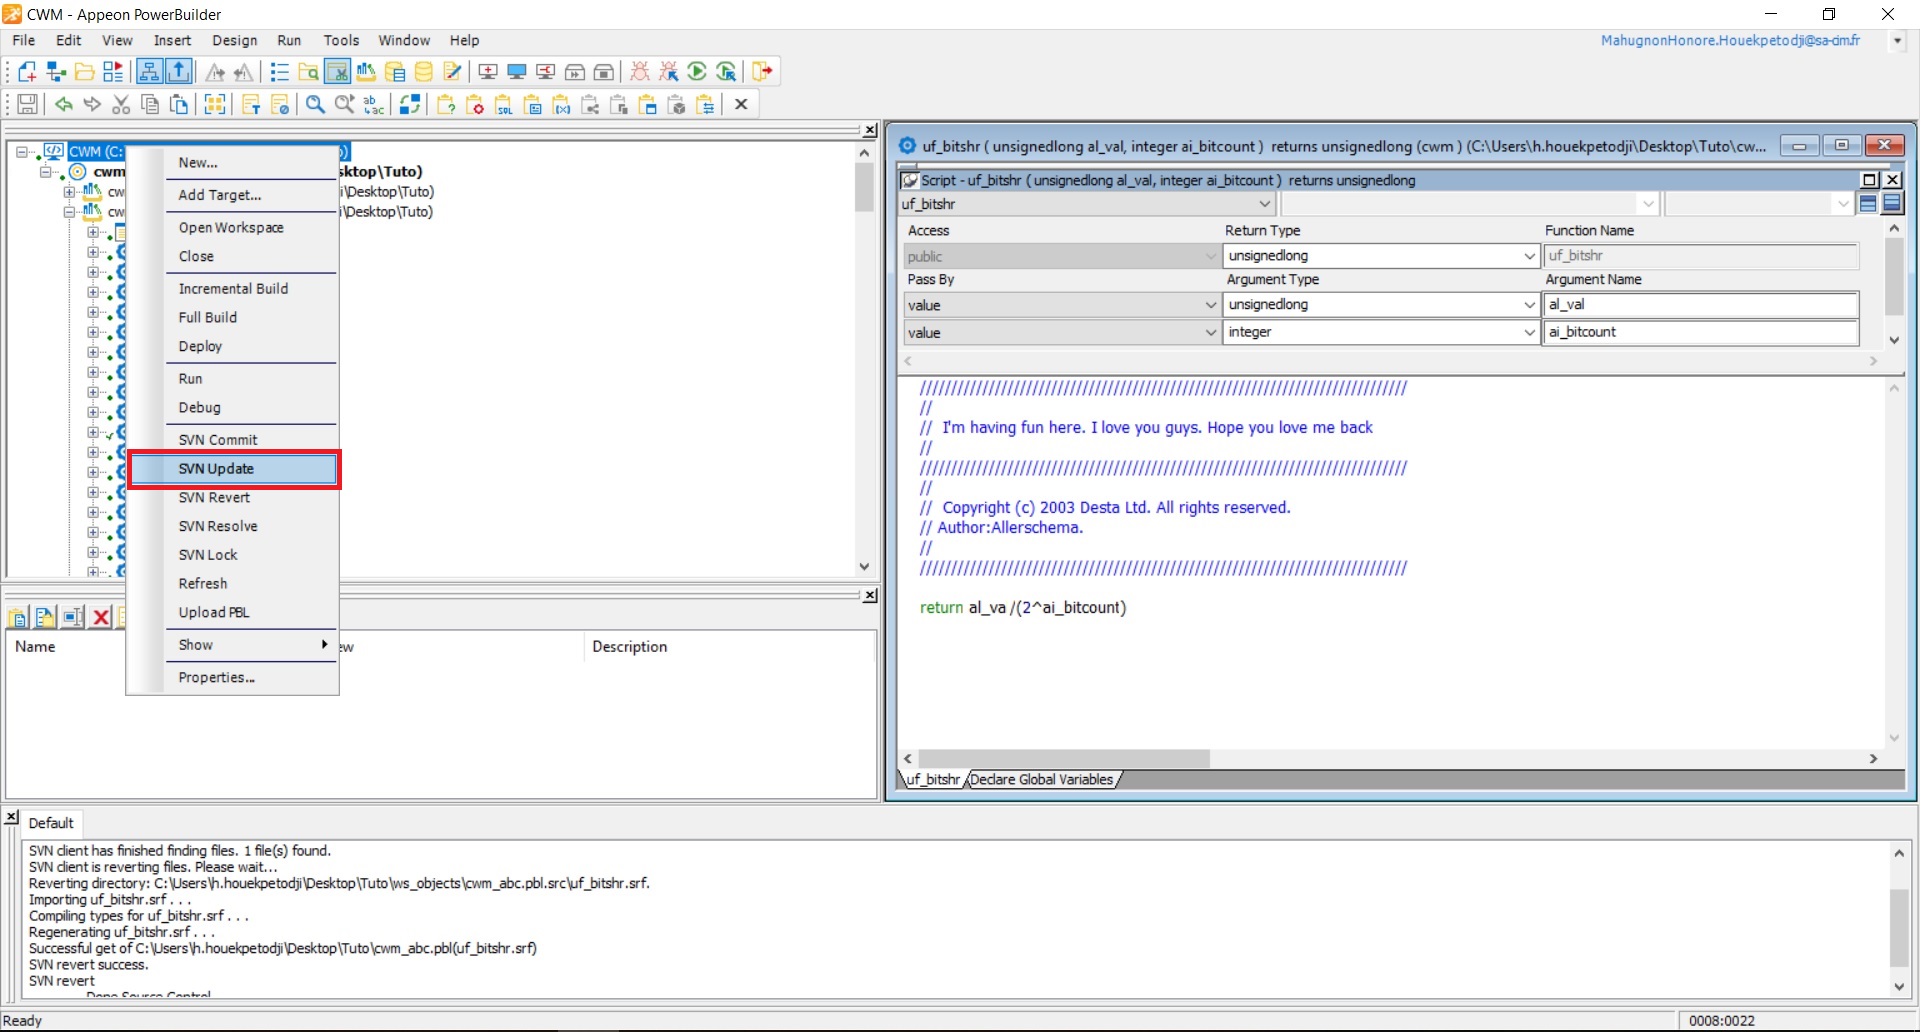 CWM - Appeon PowerBuilder
File Edit View Insert Design Run Tools Window Help
MahugnonHonore.Houekpetodji@sa-cim.fr
CWM (C:
New...
cwm
sktop\Tuto)
Add Target...
i\Desktop\Tuto)
i\Desktop\Tuto)
Open Workspace
Close
Incremental Build
Full Build
Deploy
Run
Debug
SVN Commit
SVN Update
SVN Revert
SVN Resolve
SVN Lock
Refresh
Upload PBL
Show
Properties...
Name
Description
uf_bitshr ( unsignedlong al_val, integer ai_bitcount ) returns unsignedlong (cwm ) (C:\Users\h.houekpetodji\Desktop\Tuto\cw...
Script - uf_bitshr ( unsignedlong al_val, integer ai_bitcount ) returns unsignedlong
uf_bitshr
Access Return Type Function Name
public unsignedlong uf_bitshr
Pass By Argument Type Argument Name
value unsignedlong al_val
value integer ai_bitcount
//////////////////////////////////////////////////////////////////////////////
//
// I'm having fun here. I love you guys. Hope you love me back
//
//////////////////////////////////////////////////////////////////////////////
//
// Copyright (c) 2003 Desta Ltd. All rights reserved.
// Author:Allerschema.
//
//////////////////////////////////////////////////////////////////////////////
return al_va /(2^ai_bitcount)
uf_bitshr Declare Global Variables
Default
SVN client has finished finding files. 1 file(s) found.
SVN client is reverting files. Please wait...
Reverting directory: C:\Users\h.houekpetodji\Desktop\Tuto\ws_objects\cwm_abc.pbl.src\uf_bitshr.srf.
Importing uf_bitshr.srf . . .
Compiling types for uf_bitshr.srf . . .
Regenerating uf_bitshr.srf . . .
Successful get of C:\Users\h.houekpetodji\Desktop\Tuto\cwm_abc.pbl(uf_bitshr.srf)
SVN revert success.
SVN revert
Done Source Control
Ready
0008:0022